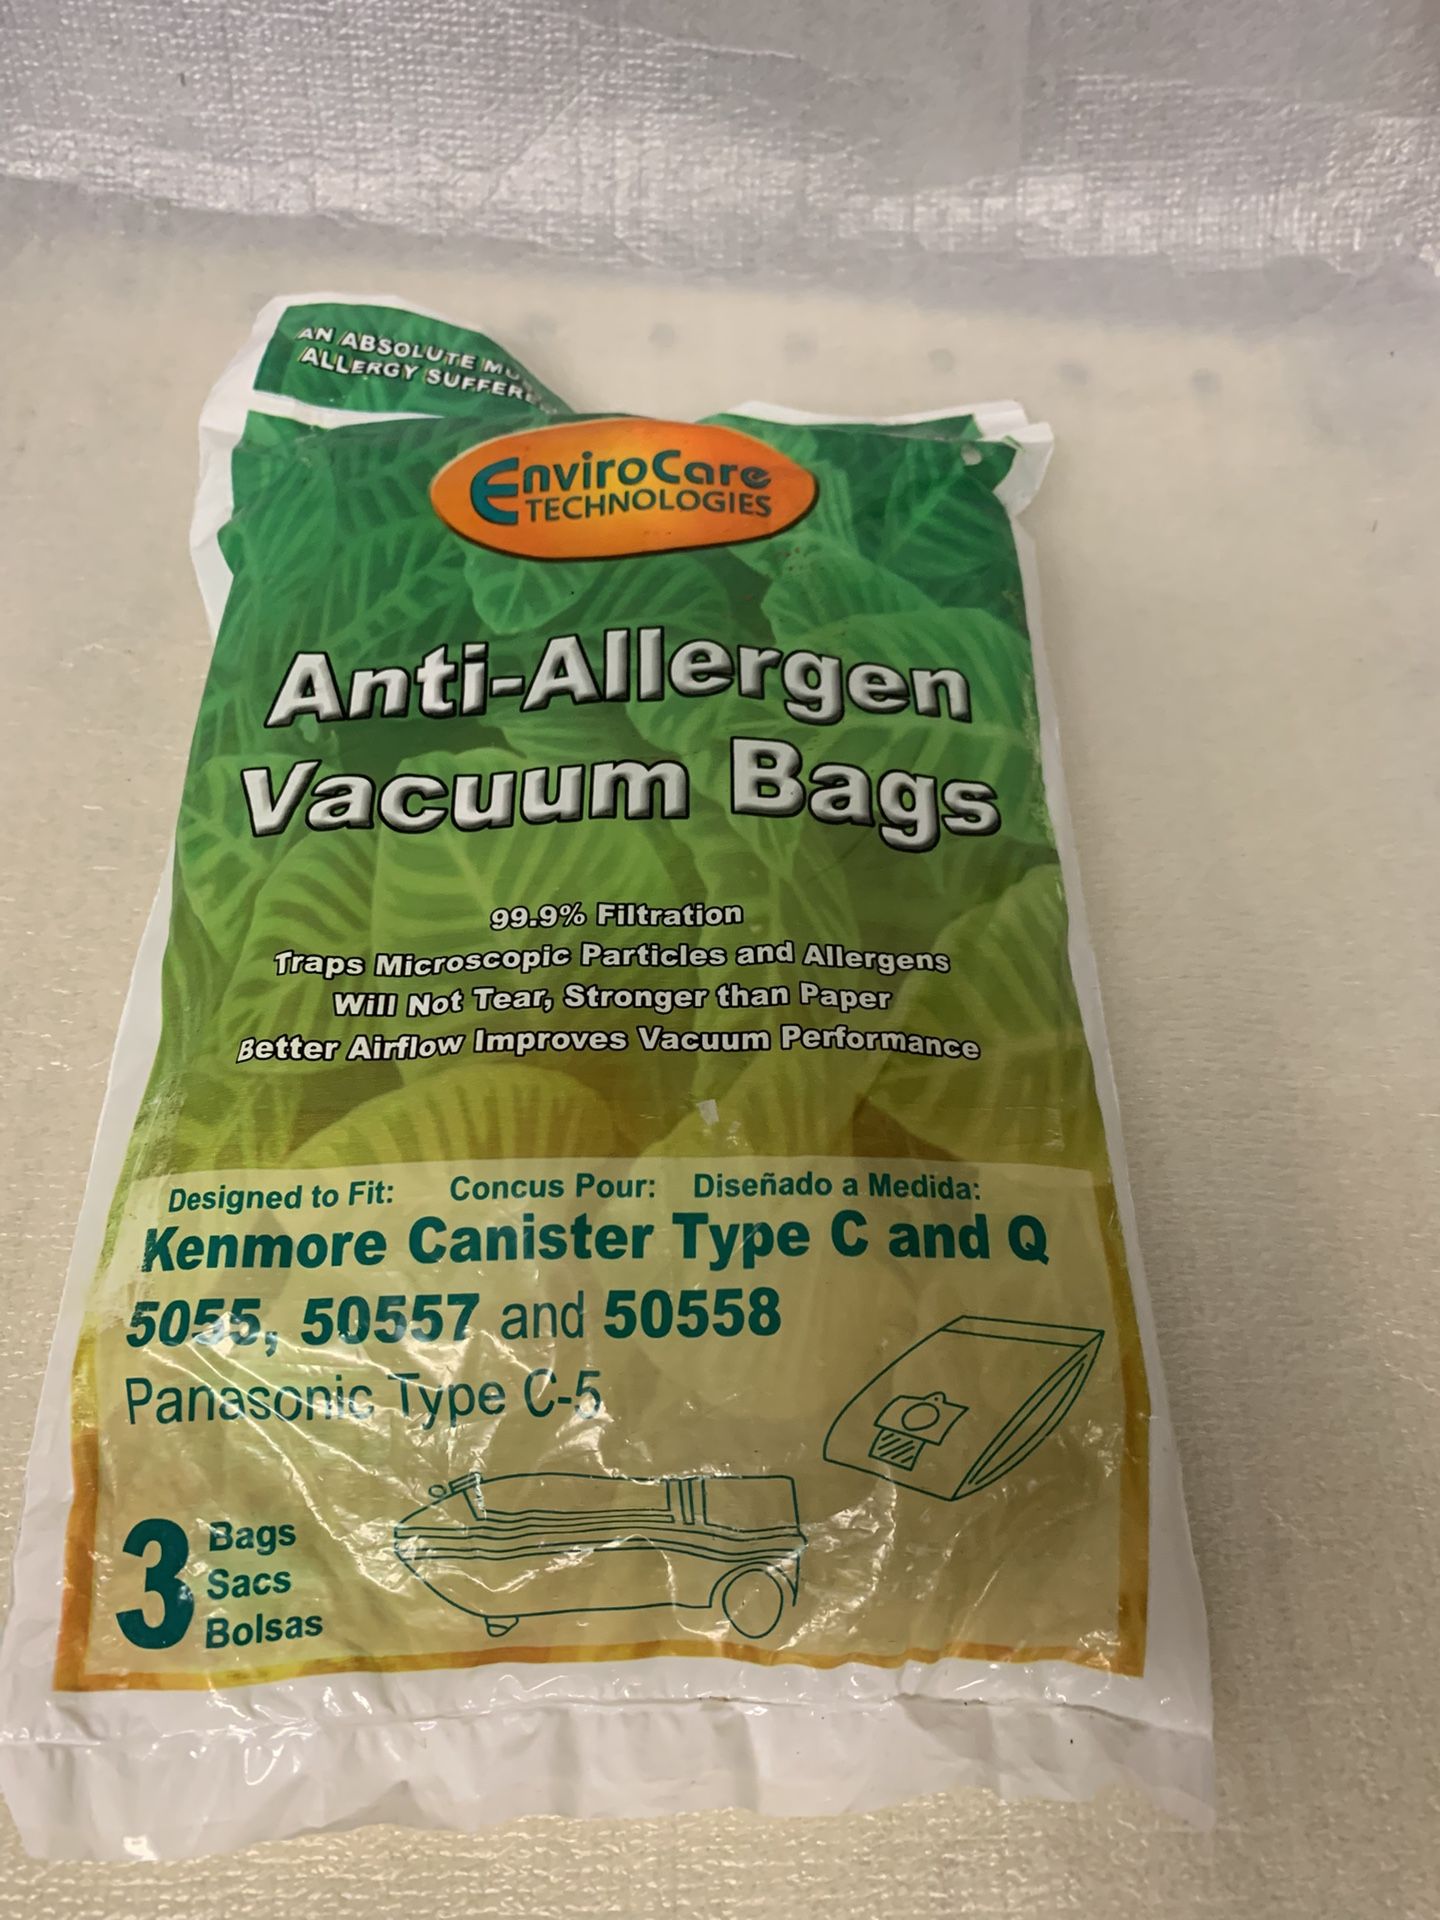 AN ABSOLUTE
ALLERGY
EnviroCare
TECHNOLOGIES
Anti-Allergen
Vacuum Bags
99.9% Filtration
Traps Microscopic Particles and Allergens
Will Not Tear, Stronger than Paper
Better Airflow Improves Vacuum Performance
Designed to Fit: Concus Pour: Diseñado a Medida:
Kenmore Canister Type C and Q
5055, 50557 and 50558
Panasonic Type C-5
3 Bags
Sacs
Bolsas